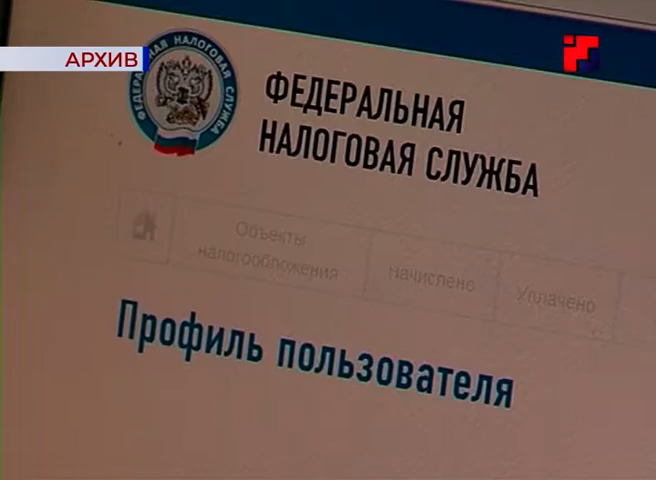 АРХИВ
ФЕДЕРАЛЬНАЯ НАЛОГОВАЯ СЛУЖБА
ФЕДЕРАЛЬНАЯ
НАЛОГОВАЯ СЛУЖБА
Объекты
налогообложения
Начислено
Уплачено
Профиль пользователя